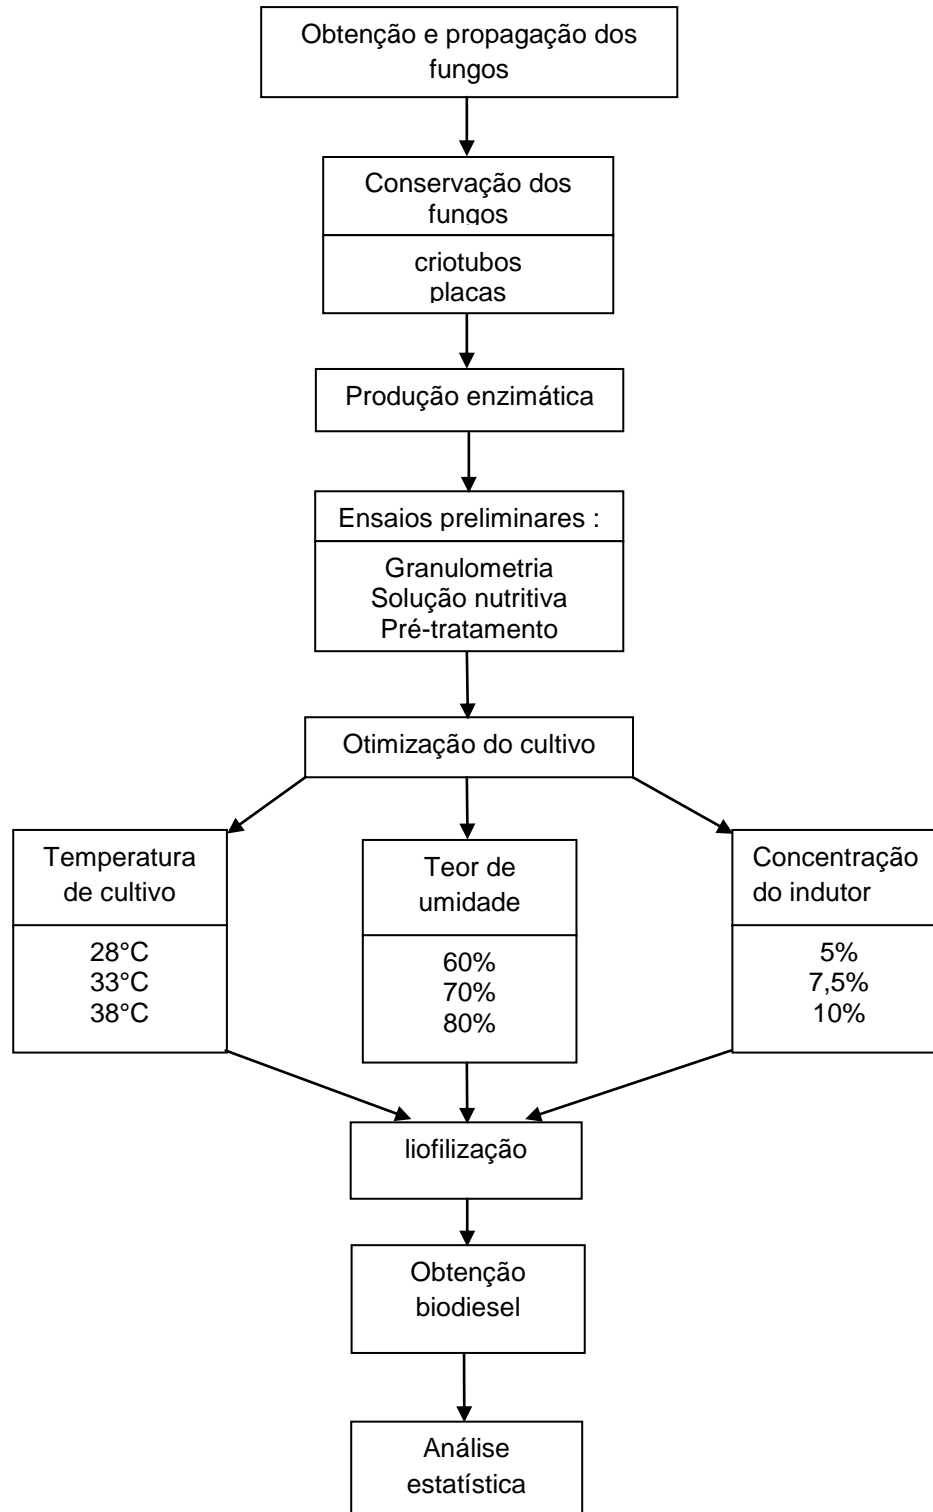 Obtenção e propagação dos
fungos
Conservação dos
fungos
criotubos
placas
Produção enzimática
Ensaios preliminares :
Granulometria
Solução nutritiva
Pré-tratamento
Otimização do cultivo
Temperatura
de cultivo
28°C
33°C
38°C
Teor de
umidade
60%
70%
80%
Concentração
do indutor
5%
7,5%
10%
liofilização
Obtenção
biodiesel
Análise
estatística